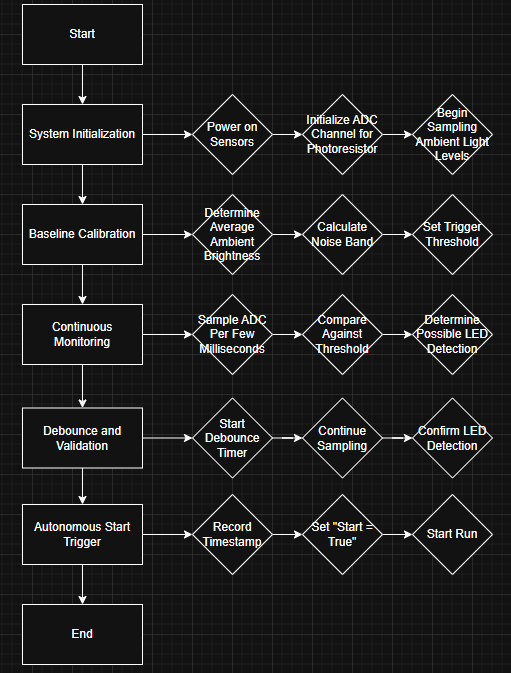 Start
System Initialization
Power on
Sensors
Initialize ADC
Channel for
Photoresistor
Begin
Sampling
Ambient Light
Levels
Baseline Calibration
Determine
Average
Ambient
Brightness
Calculate
Noise Band
Set Trigger
Threshold
Continuous
Monitoring
Sample ADC
Per Few
Milliseconds
Compare
Against
Threshold
Determine
Possible LED
Detection
Debounce and
Validation
Start
Debounce
Timer
Continue
Sampling
Confirm LED
Detection
Autonomous Start
Trigger
Record
Timestamp
Set "Start =
True"
Start Run
End